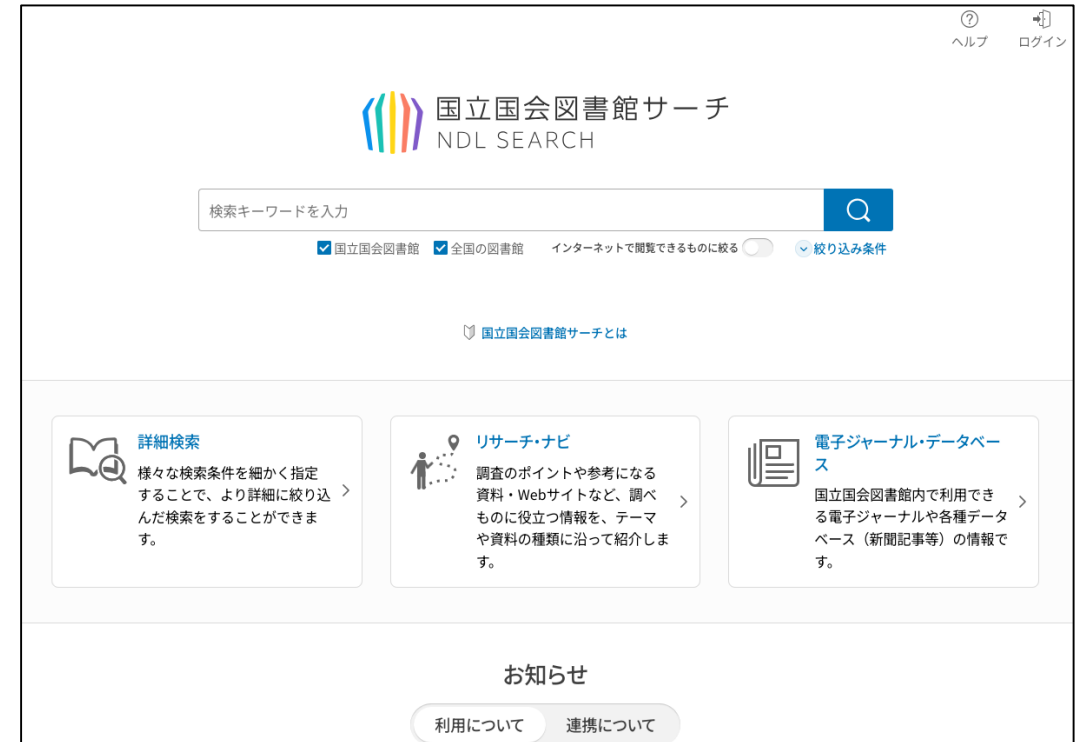 ヘルプ
ログイン
国立国会図書館サーチ
NDL SEARCH
検索キーワードを入力
国立国会図書館
全国の図書館
インターネットで閲覧できるものに絞る
絞り込み条件
国立国会図書館サーチとは
詳細検索
様々な検索条件を細かく指定
することで、より詳細に絞り込
んだ検索をすることができま
す。
リサーチ・ナビ
調査のポイントや参考になる
資料・Webサイトなど、調べ
ものに役立つ情報を、テーマ
や資料の種類に沿って紹介しま
す。
電子ジャーナル・データベー
ス
国立国会図書館内で利用でき
る電子ジャーナルや各種データ
ベース（新聞記事等）の情報で
す。
お知らせ
利用について
連携について